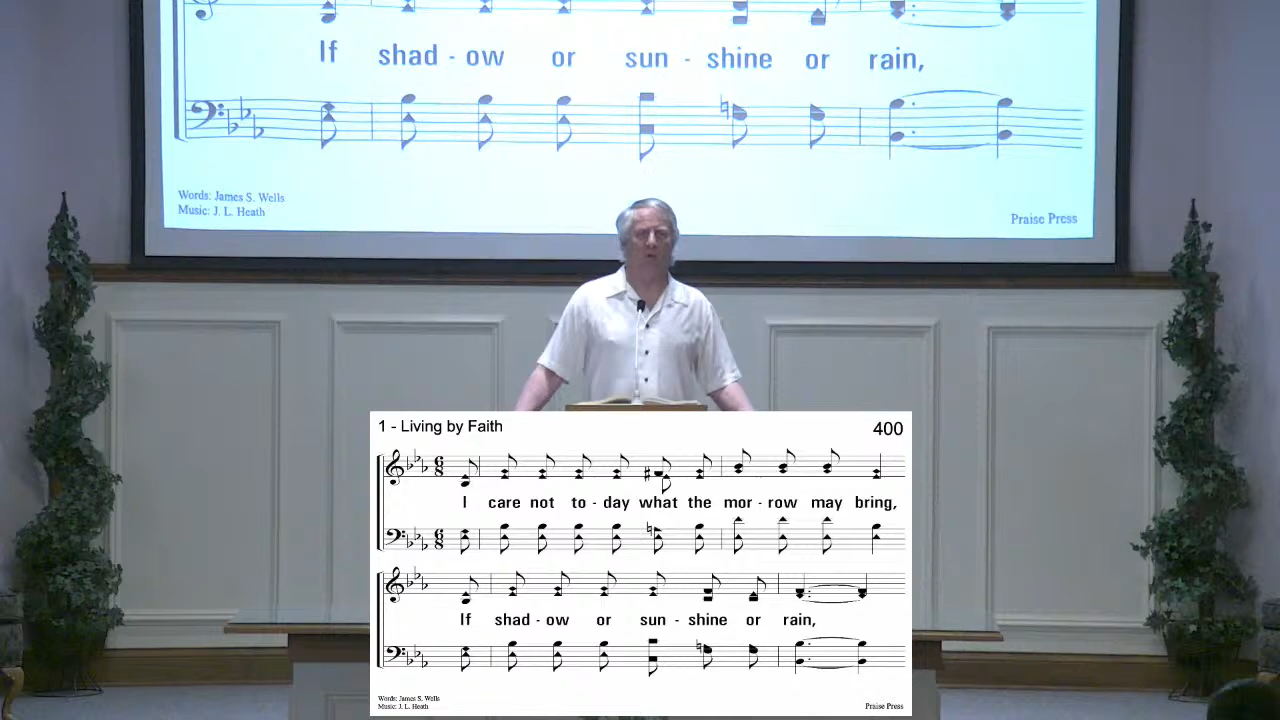 If shad - ow or sun - shine or rain,
Words: James S. Wells
Music: J. L. Heath
Praise Press
1 - Living by Faith
400
I care not to - day what the mor - row may bring,
If shad - ow or sun - shine or rain,
Words: James S. Wells
Music: J. L. Heath
Praise Press